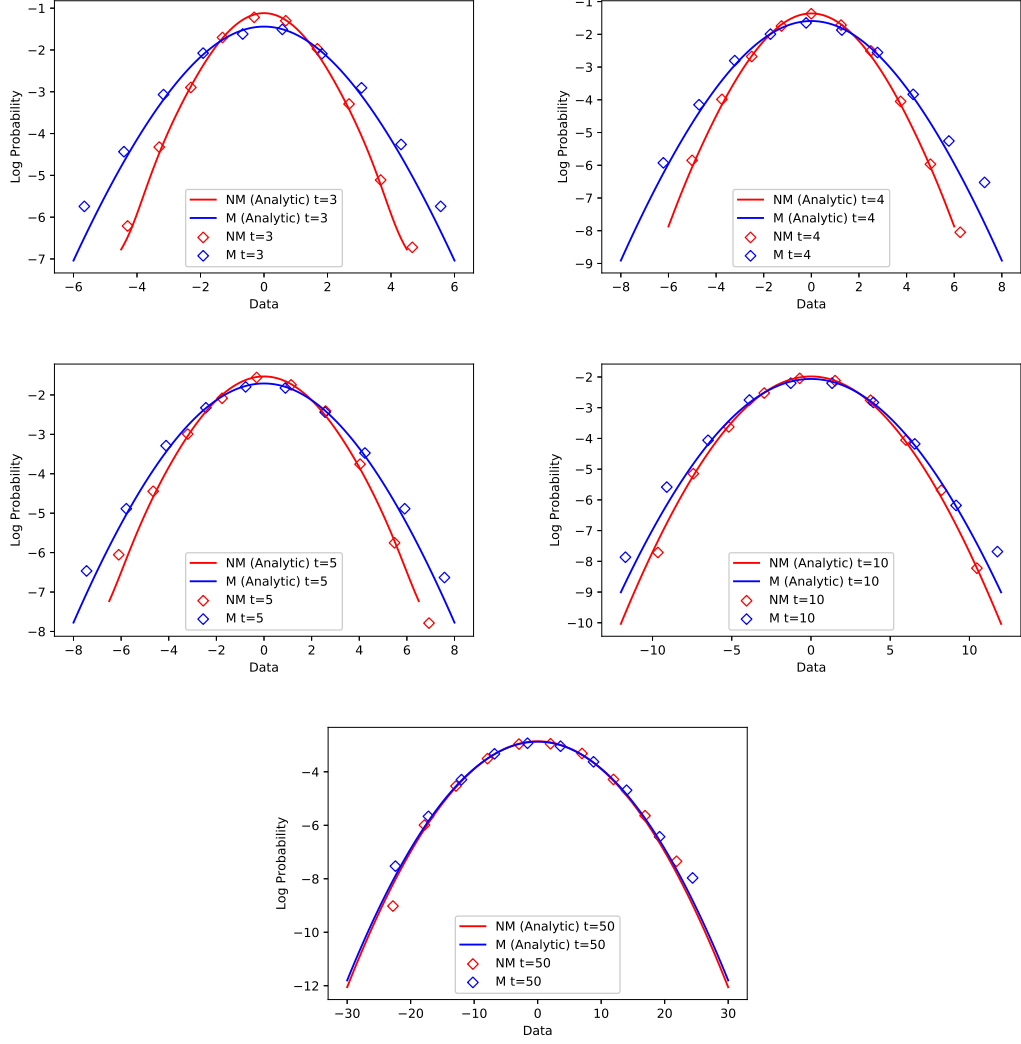 −1
−2
−3
−4
−5
−6
−7
Log Probability
NM (Analytic) t=3
M (Analytic) t=3
NM t=3
M t=3
−6 −4 −2 0 2 4 6
Data
−1
−2
−3
−4
−5
−6
−7
−8
−9
Log Probability
NM (Analytic) t=4
M (Analytic) t=4
NM t=4
M t=4
−8 −6 −4 −2 0 2 4 6 8
Data
−2
−3
−4
−5
−6
−7
−8
Log Probability
NM (Analytic) t=5
M (Analytic) t=5
NM t=5
M t=5
−8 −6 −4 −2 0 2 4 6 8
Data
−2
−3
−4
−5
−6
−7
−8
−9
−10
Log Probability
NM (Analytic) t=10
M (Analytic) t=10
NM t=10
M t=10
−10 −5 0 5 10
Data
−4
−6
−8
−10
−12
Log Probability
NM (Analytic) t=50
M (Analytic) t=50
NM t=50
M t=50
−30 −20 −10 0 10 20 30
Data